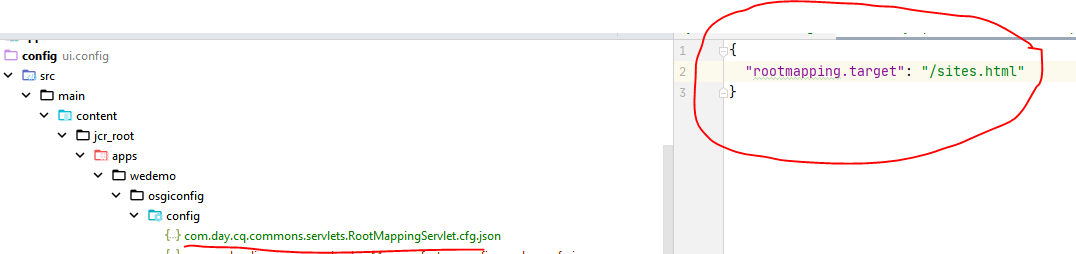 config ui.config
src
main
content
jcr_root
apps
wedemo
osgiconfig
config
com.day.cq.commons.servlets.RootMappingServlet.cfg.json
1 {
2 "rootmapping.target": "/sites.html"
3 }